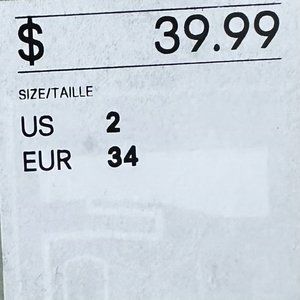 $ 39.99
SIZE/TAILLE
US 2
EUR 34